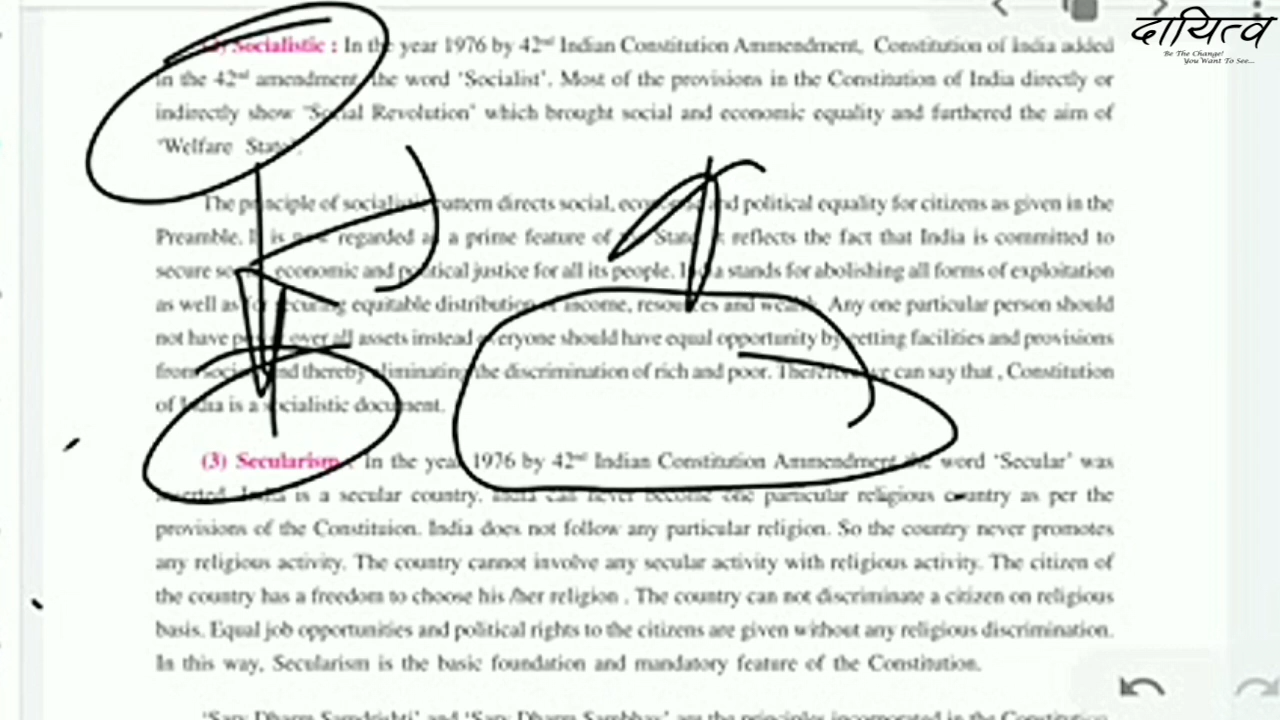 दायित्व
Be The Change!
You Want To See...
Socialistic : In the year 1976 by 42nd Indian Constitution Ammendment, Constitution of India added
in the 42nd amendment, the word 'Socialist'. Most of the provisions in the Constitution of India directly or
indirectly show 'Social Revolution' which brought social and economic equality and furthered the aim of
'Welfare State'.
The principle of socialistic pattern directs social, economic and political equality for citizens as given in the
Preamble. It is now regarded as a prime feature of State. It reflects the fact that India is committed to
secure economic and political justice for all its people. India stands for abolishing all forms of exploitation
as well as for securing equitable distribution of income, resources and wealth. Any one particular person should
not have power over all assets instead everyone should have equal opportunity by getting facilities and provisions
from society and thereby eliminating the discrimination of rich and poor. Therefore we can say that , Constitution
of India is a socialistic document.
(3) Secularism : In the year 1976 by 42nd Indian Constitution Ammendment the word 'Secular' was
inserted. India is a secular country. India can never become one particular religious country as per the
provisions of the Constituion. India does not follow any particular religion. So the country never promotes
any religious activity. The country cannot involve any secular activity with religious activity. The citizen of
the country has a freedom to choose his /her religion . The country can not discriminate a citizen on religious
basis. Equal job opportunities and political rights to the citizens are given without any religious discrimination.
In this way, Secularism is the basic foundation and mandatory feature of the Constitution.
'Sarv Dharm Samdrishti' and 'Sarv Dharm Sambhav' are the principles incorporated in the Constitution